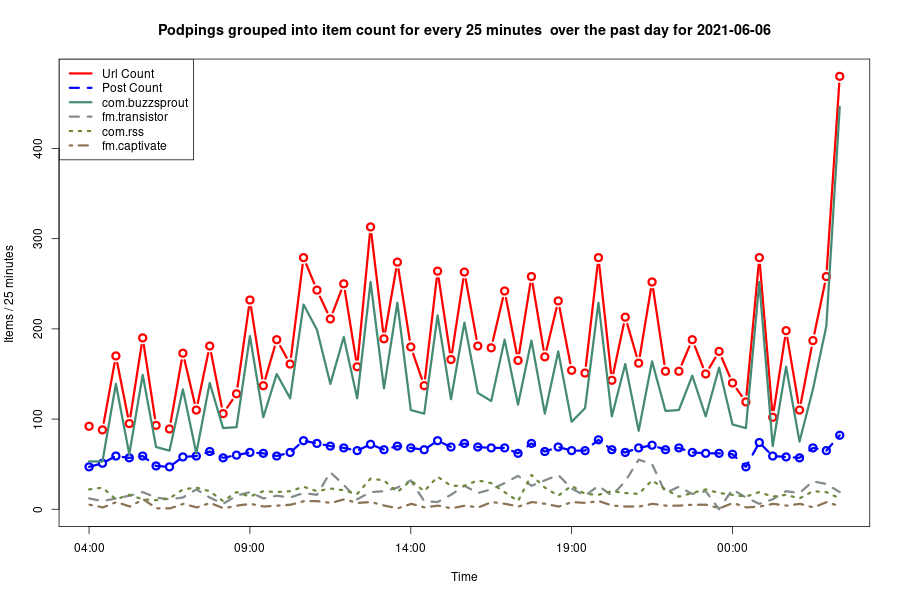 Podpings grouped into item count for every 25 minutes  over the past day for 2021-06-06
Url Count
Post Count
com.buzzsprout
fm.transistor
com.rss
fm.captivate
Items / 25 minutes
400
300
200
100
0
04:00
09:00
14:00
19:00
00:00
Time